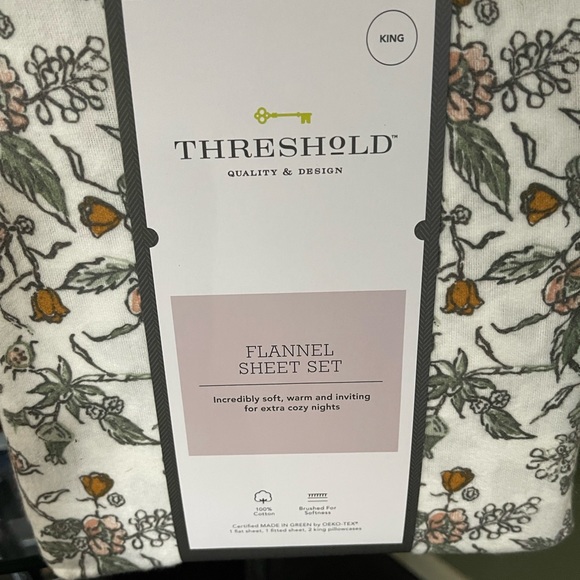 KING
THRESHOLD™
QUALITY & DESIGN
FLANNEL
SHEET SET
Incredibly soft, warm and inviting
for extra cozy nights
100%
Cotton
Brushed For
Softness
Certified MADE IN GREEN by OEKO-TEX®
1 flat sheet, 1 fitted sheet, 2 king pillowcases